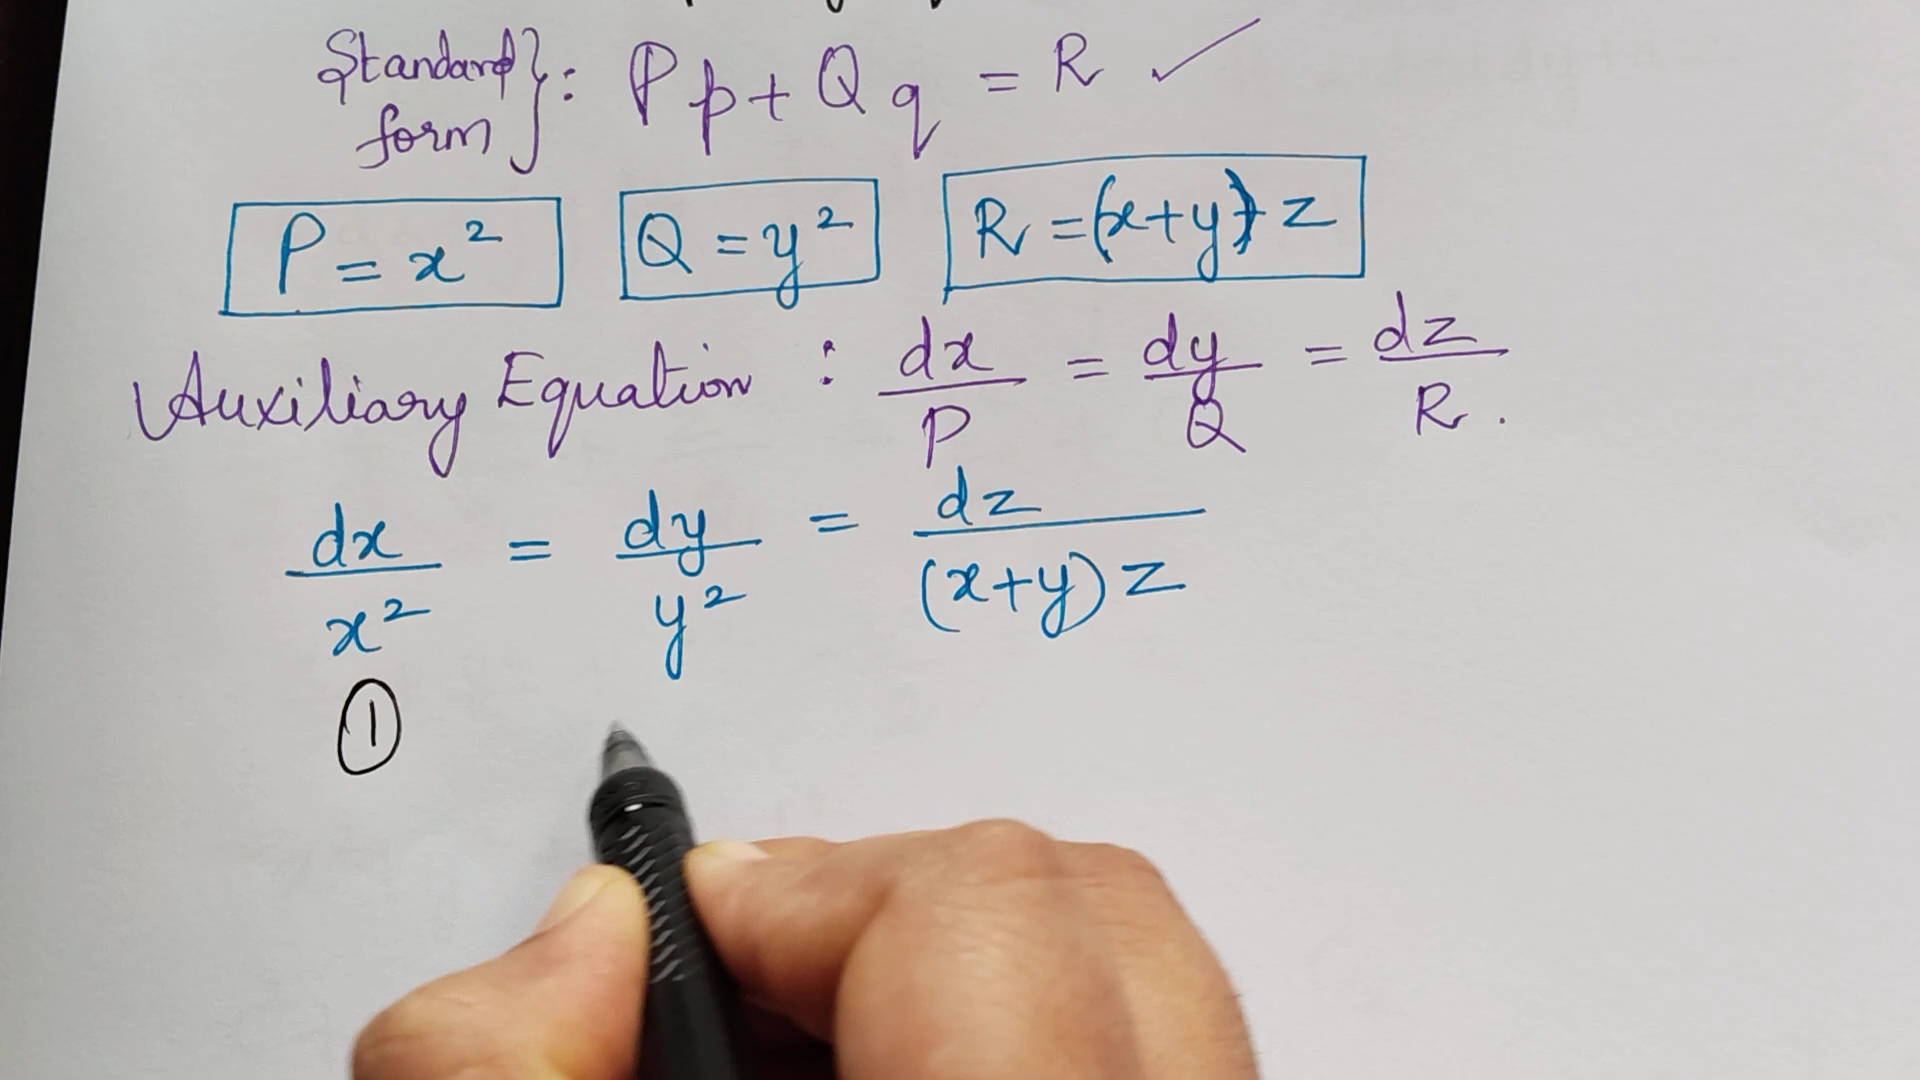 Standard form } : Pp + Qq = R ✓
P = x² Q = y² R = (x+y) z
Auxiliary Equation : dx/P = dy/Q = dz/R .
dx/x² = dy/y² = dz/(x+y)z
①